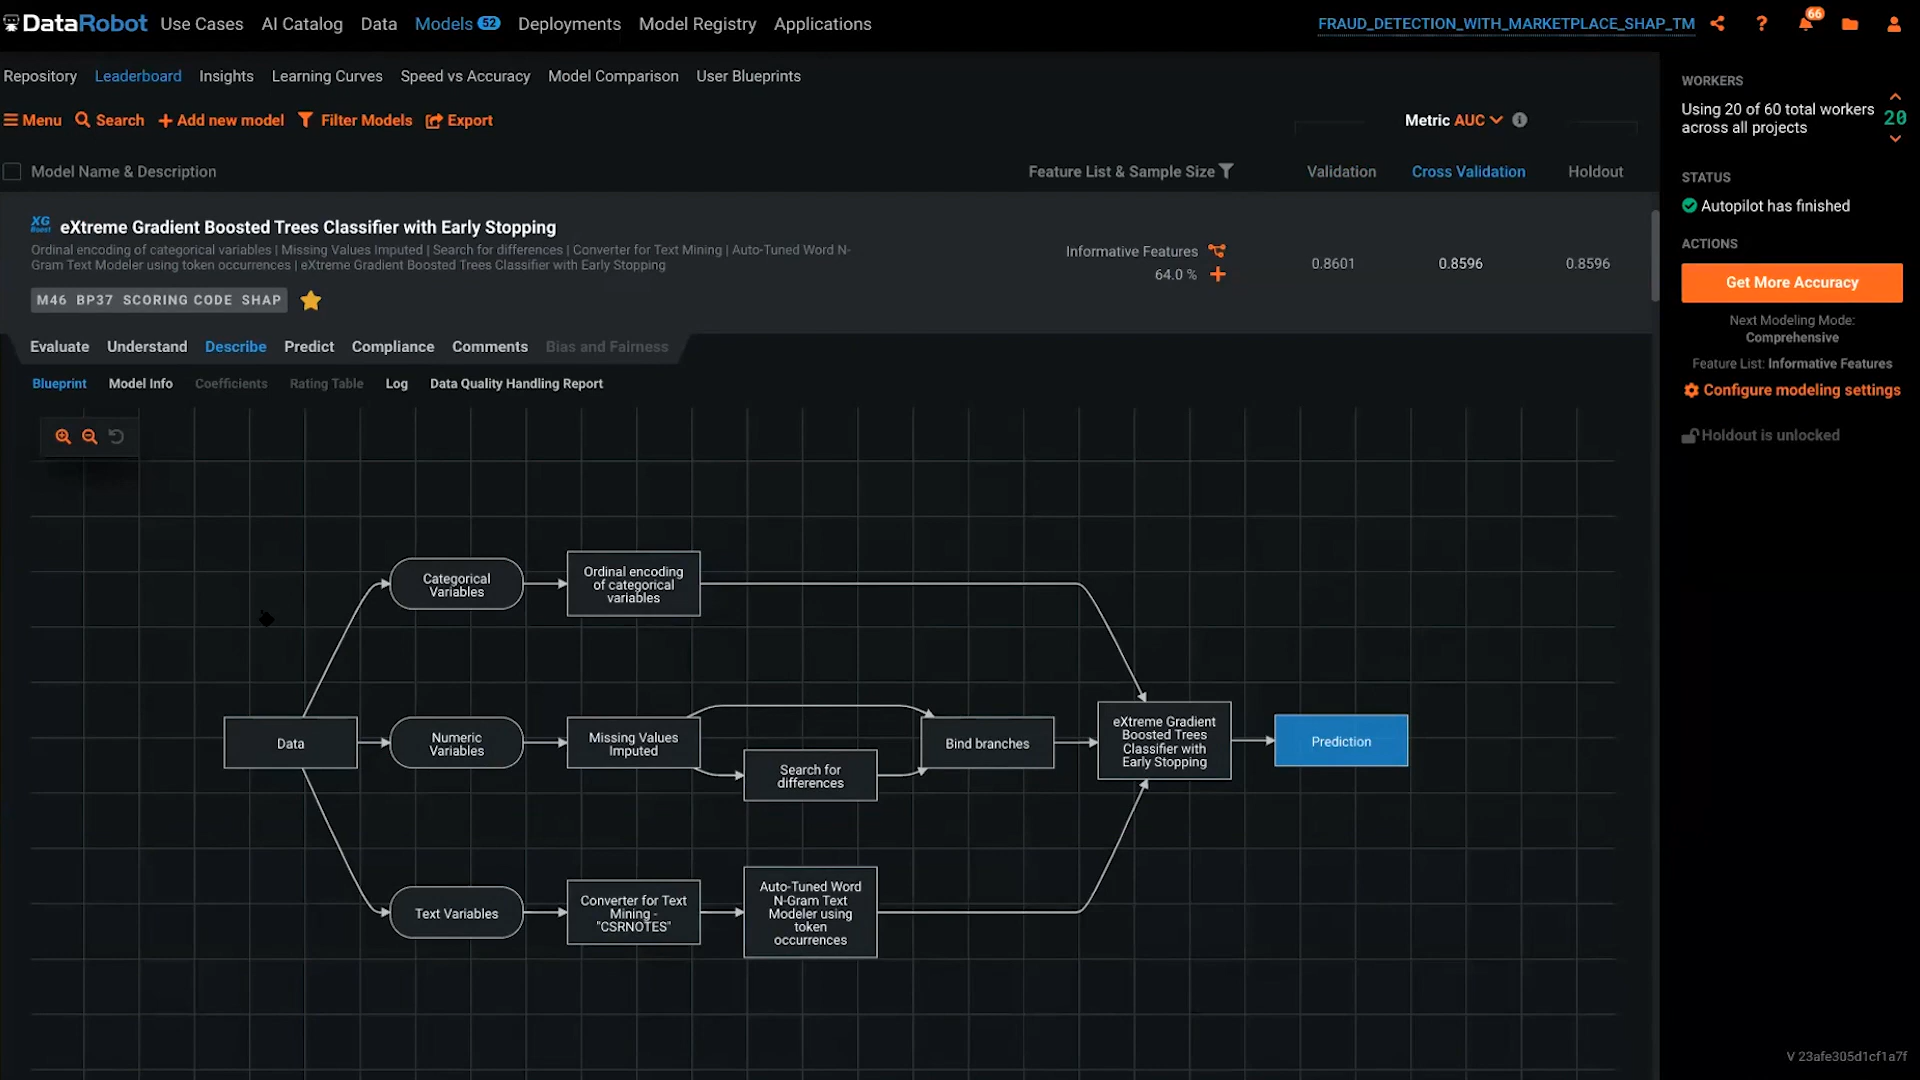 DataRobot Use Cases AI Catalog Data Models 52 Deployments Model Registry Applications FRAUD_DETECTION_WITH_MARKETPLACE_SHAP_TM ? 66
Repository Leaderboard Insights Learning Curves Speed vs Accuracy Model Comparison User Blueprints
Menu Search Add new model Filter Models Export Metric AUC
Model Name & Description Feature List & Sample Size Validation Cross Validation Holdout
XG
Boost
eXtreme Gradient Boosted Trees Classifier with Early Stopping
Ordinal encoding of categorical variables | Missing Values Imputed | Search for differences | Converter for Text Mining | Auto-Tuned Word N-
Gram Text Modeler using token occurrences | eXtreme Gradient Boosted Trees Classifier with Early Stopping
Informative Features
64.0 %
0.8601 0.8596 0.8596
M46 BP37 SCORING CODE SHAP
Evaluate Understand Describe Predict Compliance Comments Bias and Fairness
Blueprint Model Info Coefficients Rating Table Log Data Quality Handling Report
Categorical
Variables
Ordinal encoding
of categorical
variables
Data
Numeric
Variables
Missing Values
Imputed
Search for
differences
Bind branches
eXtreme Gradient
Boosted Trees
Classifier with
Early Stopping
Prediction
Text Variables
Converter for Text
Mining -
"CSRNOTES"
Auto-Tuned Word
N-Gram Text
Modeler using
token
occurrences
WORKERS
Using 20 of 60 total workers
across all projects
20
STATUS
Autopilot has finished
ACTIONS
Get More Accuracy
Next Modeling Mode:
Comprehensive
Feature List: Informative Features
Configure modeling settings
Holdout is unlocked
V 23afe305d1cf1a7f